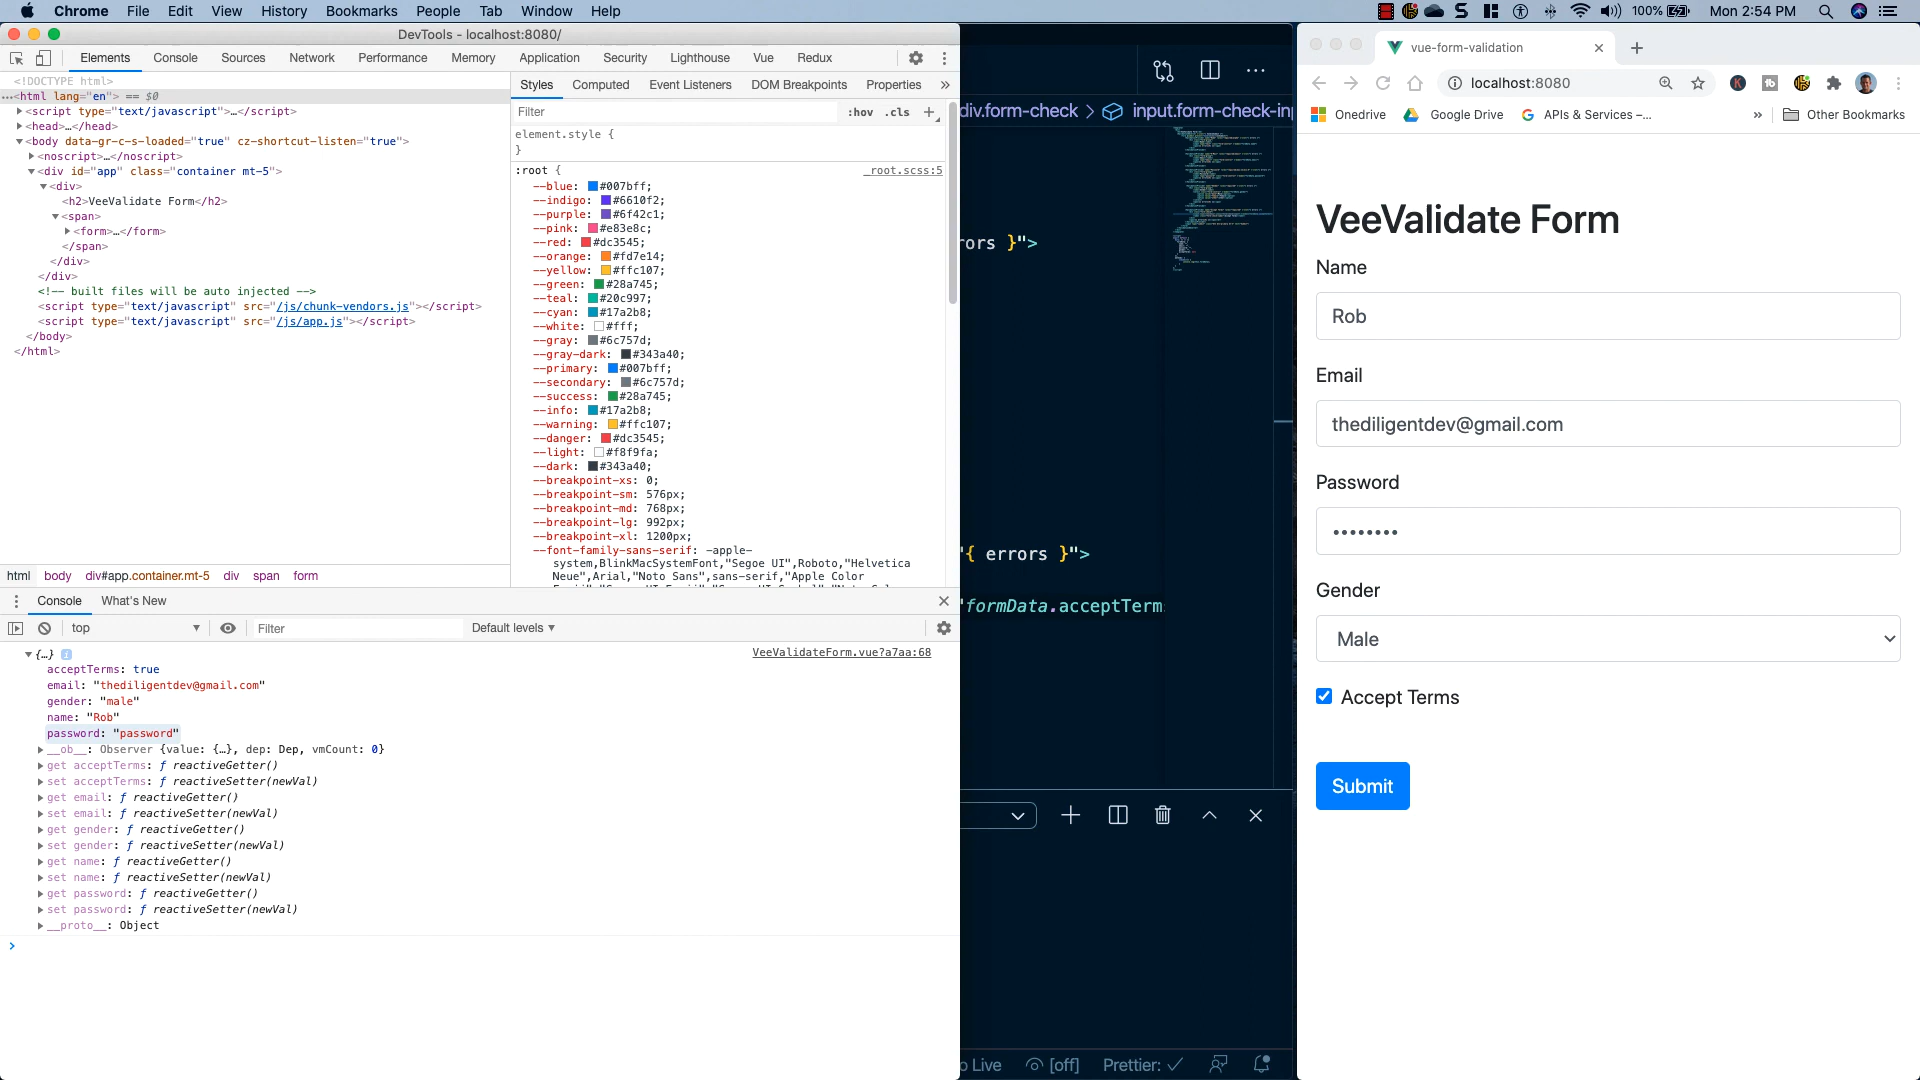 Chrome File Edit View History Bookmarks People Tab Window Help
100% Mon 2:54 PM
DevTools - localhost:8080/
Elements Console Sources Network Performance Memory Application Security Lighthouse Vue Redux
<!DOCTYPE html>
…<html lang="en"> == $0
<script type="text/javascript">…</script>
<head>…</head>
<body data-gr-c-s-loaded="true" cz-shortcut-listen="true">
<noscript>…</noscript>
<div id="app" class="container mt-5">
<div>
<h2>VeeValidate Form</h2>
<span>
<form>…</form>
</span>
</div>
</div>
<!-- built files will be auto injected -->
<script type="text/javascript" src="/js/chunk-vendors.js"></script>
<script type="text/javascript" src="/js/app.js"></script>
</body>
</html>
html body div#app.container.mt-5 div span form
Styles Computed Event Listeners DOM Breakpoints Properties »
Filter :hov .cls +
element.style {
}
:root { _root.scss:5
--blue: #007bff;
--indigo: #6610f2;
--purple: #6f42c1;
--pink: #e83e8c;
--red: #dc3545;
--orange: #fd7e14;
--yellow: #ffc107;
--green: #28a745;
--teal: #20c997;
--cyan: #17a2b8;
--white: #fff;
--gray: #6c757d;
--gray-dark: #343a40;
--primary: #007bff;
--secondary: #6c757d;
--success: #28a745;
--info: #17a2b8;
--warning: #ffc107;
--danger: #dc3545;
--light: #f8f9fa;
--dark: #343a40;
--breakpoint-xs: 0;
--breakpoint-sm: 576px;
--breakpoint-md: 768px;
--breakpoint-lg: 992px;
--breakpoint-xl: 1200px;
--font-family-sans-serif: -apple-
system,BlinkMacSystemFont,"Segoe UI",Roboto,"Helvetica
Neue",Arial,"Noto Sans",sans-serif,"Apple Color
Console What's New
top Filter Default levels
{…} VeeValidateForm.vue?a7aa:68
acceptTerms: true
email: "thediligentdev@gmail.com"
gender: "male"
name: "Rob"
password: "password"
__ob__: Observer {value: {…}, dep: Dep, vmCount: 0}
get acceptTerms: ƒ reactiveGetter()
set acceptTerms: ƒ reactiveSetter(newVal)
get email: ƒ reactiveGetter()
set email: ƒ reactiveSetter(newVal)
get gender: ƒ reactiveGetter()
set gender: ƒ reactiveSetter(newVal)
get name: ƒ reactiveGetter()
set name: ƒ reactiveSetter(newVal)
get password: ƒ reactiveGetter()
set password: ƒ reactiveSetter(newVal)
__proto__: Object
div.form-check > input.form-check-in
rors }">
"{ errors }">
"formData.acceptTerm
o Live [off] Prettier: ✓
vue-form-validation
localhost:8080
Onedrive Google Drive APIs & Services –... » Other Bookmarks
VeeValidate Form
Name
Rob
Email
thediligentdev@gmail.com
Password
••••••••
Gender
Male
Accept Terms
Submit